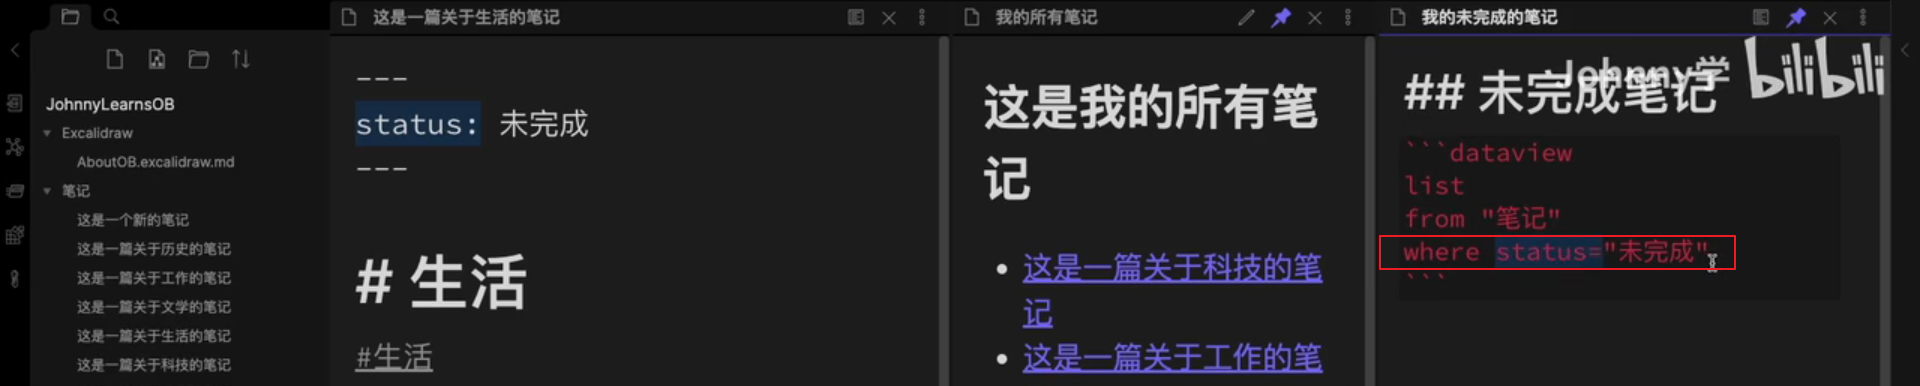 JohnnyLearnsOB
Excalidraw
AboutOB.excalidraw.md
笔记
这是一个新的笔记
这是一篇关于历史的笔记
这是一篇关于工作的笔记
这是一篇关于文学的笔记
这是一篇关于生活的笔记
这是一篇关于科技的笔记
这是一篇关于生活的笔记
---
status: 未完成
---
# 生活
#生活
我的所有笔记
这是我的所有笔
记
这是一篇关于科技的笔
记
这是一篇关于工作的笔
我的未完成的笔记
Johnny学
bilibili
## 未完成笔记
```dataview
list
from "笔记"
where status="未完成"
```